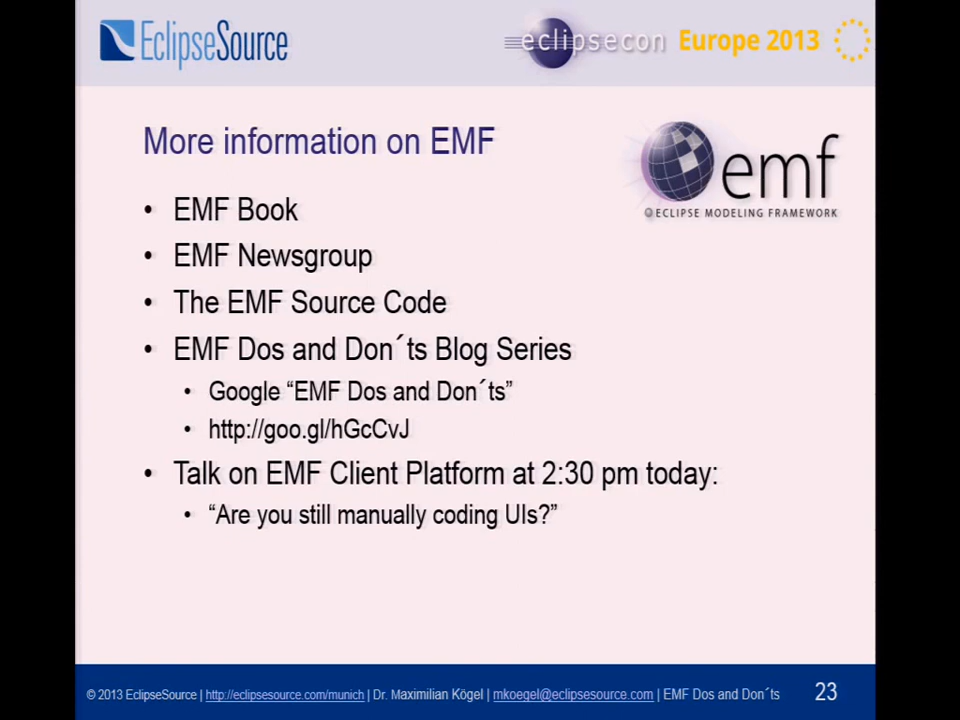 EclipseSource
eclipsecon Europe 2013
More information on EMF
emf
ECLIPSE MODELING FRAMEWORK
• EMF Book
• EMF Newsgroup
• The EMF Source Code
• EMF Dos and Don´ts Blog Series
• Google “EMF Dos and Don´ts”
• http://goo.gl/hGcCvJ
• Talk on EMF Client Platform at 2:30 pm today:
• “Are you still manually coding UIs?”
© 2013 EclipseSource | http://eclipsesource.com/munich | Dr. Maximilian Kögel | mkoegel@eclipsesource.com | EMF Dos and Don´ts 23